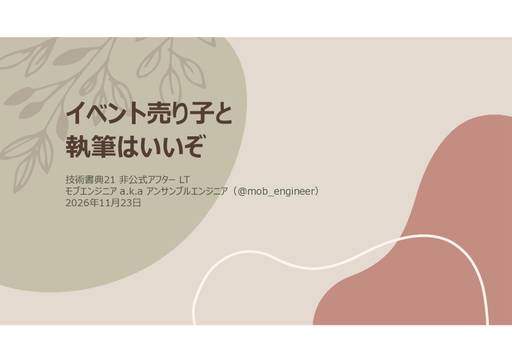 イベント売り子と
執筆はいいぞ
技術書典21 非公式アフター LT
モブエンジニア a.k.a アンサンブルエンジニア（@mob_engineer）
2026年11月23日